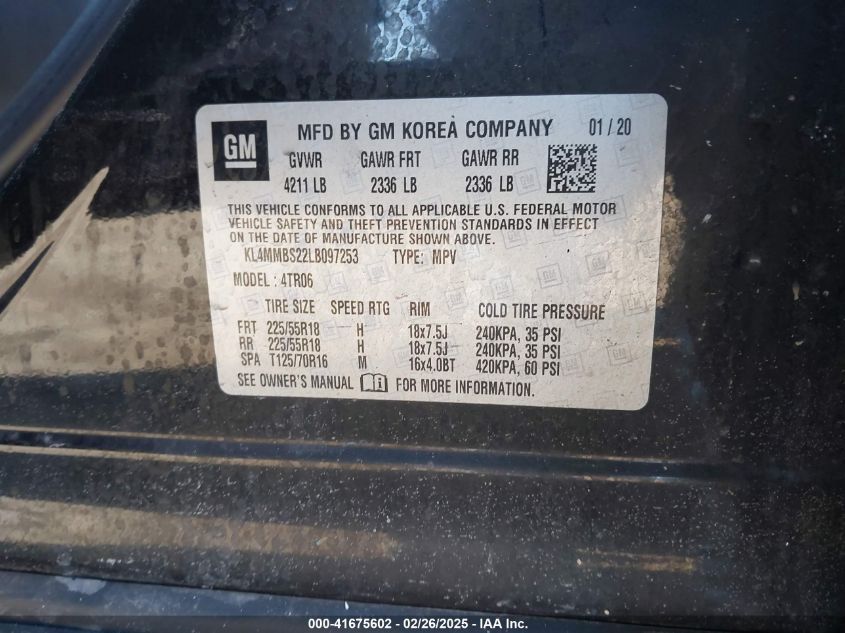 GM MFD BY GM KOREA COMPANY 01 / 20
GVWR GAWR FRT GAWR RR
4211 LB 2336 LB 2336 LB
THIS VEHICLE CONFORMS TO ALL APPLICABLE U.S. FEDERAL MOTOR
VEHICLE SAFETY AND THEFT PREVENTION STANDARDS IN EFFECT
ON THE DATE OF MANUFACTURE SHOWN ABOVE.
KL4MMBS22LB097253 TYPE: MPV
MODEL : 4TR06
TIRE SIZE SPEED RTG RIM COLD TIRE PRESSURE
FRT 225/55R18 H 18x7.5J 240KPA, 35 PSI
RR 225/55R18 H 18x7.5J 240KPA, 35 PSI
SPA T125/70R16 M 16x4.0BT 420KPA, 60 PSI
SEE OWNER'S MANUAL FOR MORE INFORMATION.
000-41675602 - 02/26/2025 - IAA Inc.